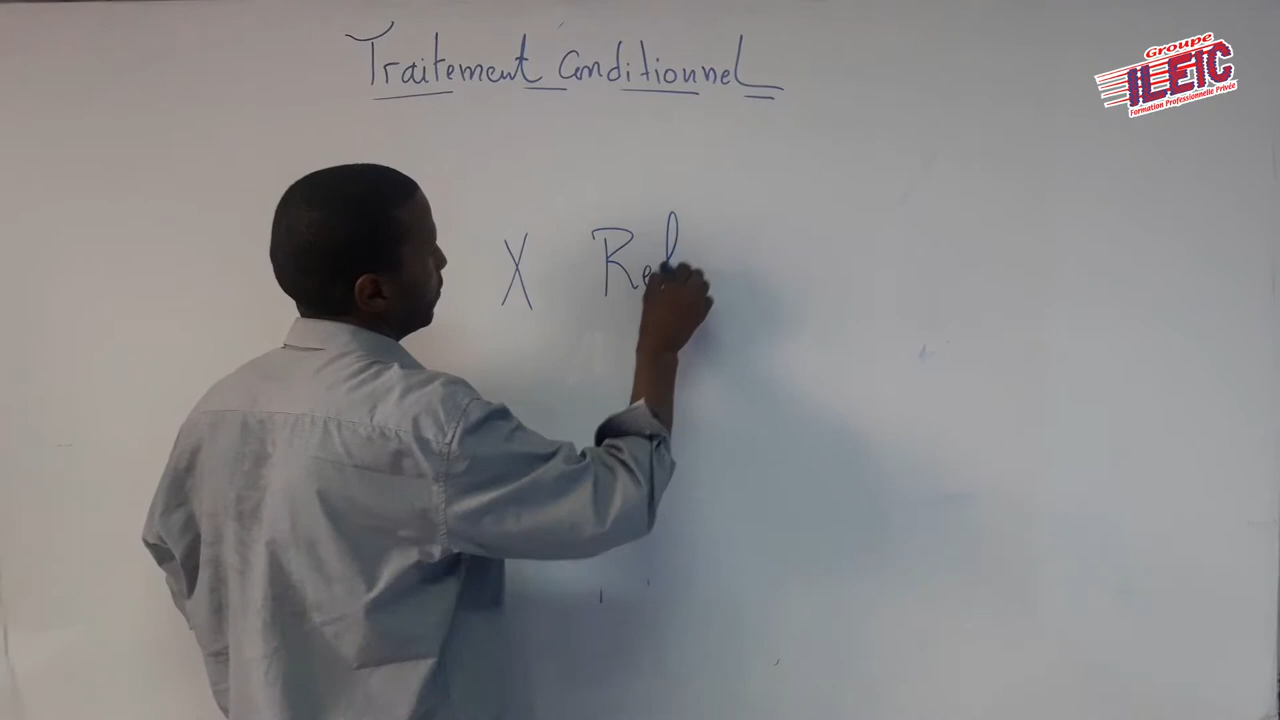 Traitement Conditionnel
Groupe
ILEIC
Formation Professionnelle Privée
X Rel